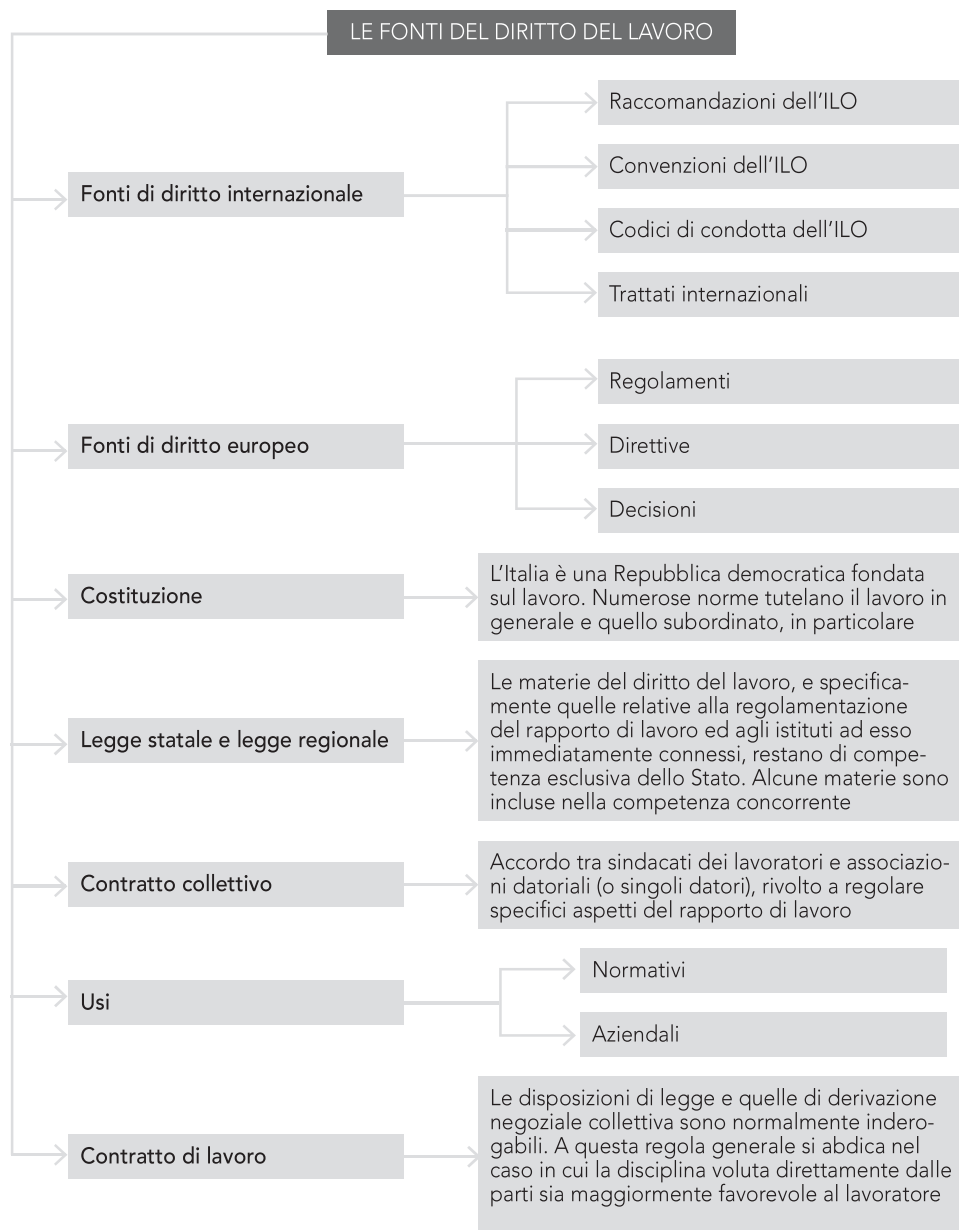 LE FONTI DEL DIRITTO DEL LAVORO
Fonti di diritto internazionale
Raccomandazioni dell'ILO
Convenzioni dell'ILO
Codici di condotta dell'ILO
Trattati internazionali
Fonti di diritto europeo
Regolamenti
Direttive
Decisioni
Costituzione
L'Italia è una Repubblica democratica fondata
sul lavoro. Numerose norme tutelano il lavoro in
generale e quello subordinato, in particolare
Legge statale e legge regionale
Le materie del diritto del lavoro, e specifica-
mente quelle relative alla regolamentazione
del rapporto di lavoro ed agli istituti ad esso
immediatamente connessi, restano di compe-
tenza esclusiva dello Stato. Alcune materie sono
incluse nella competenza concorrente
Contratto collettivo
Accordo tra sindacati dei lavoratori e associazio-
ni datoriali (o singoli datori), rivolto a regolare
specifici aspetti del rapporto di lavoro
Usi
Normativi
Aziendali
Contratto di lavoro
Le disposizioni di legge e quelle di derivazione
negoziale collettiva sono normalmente indero-
gabili. A questa regola generale si abdica nel
caso in cui la disciplina voluta direttamente dalle
parti sia maggiormente favorevole al lavoratore